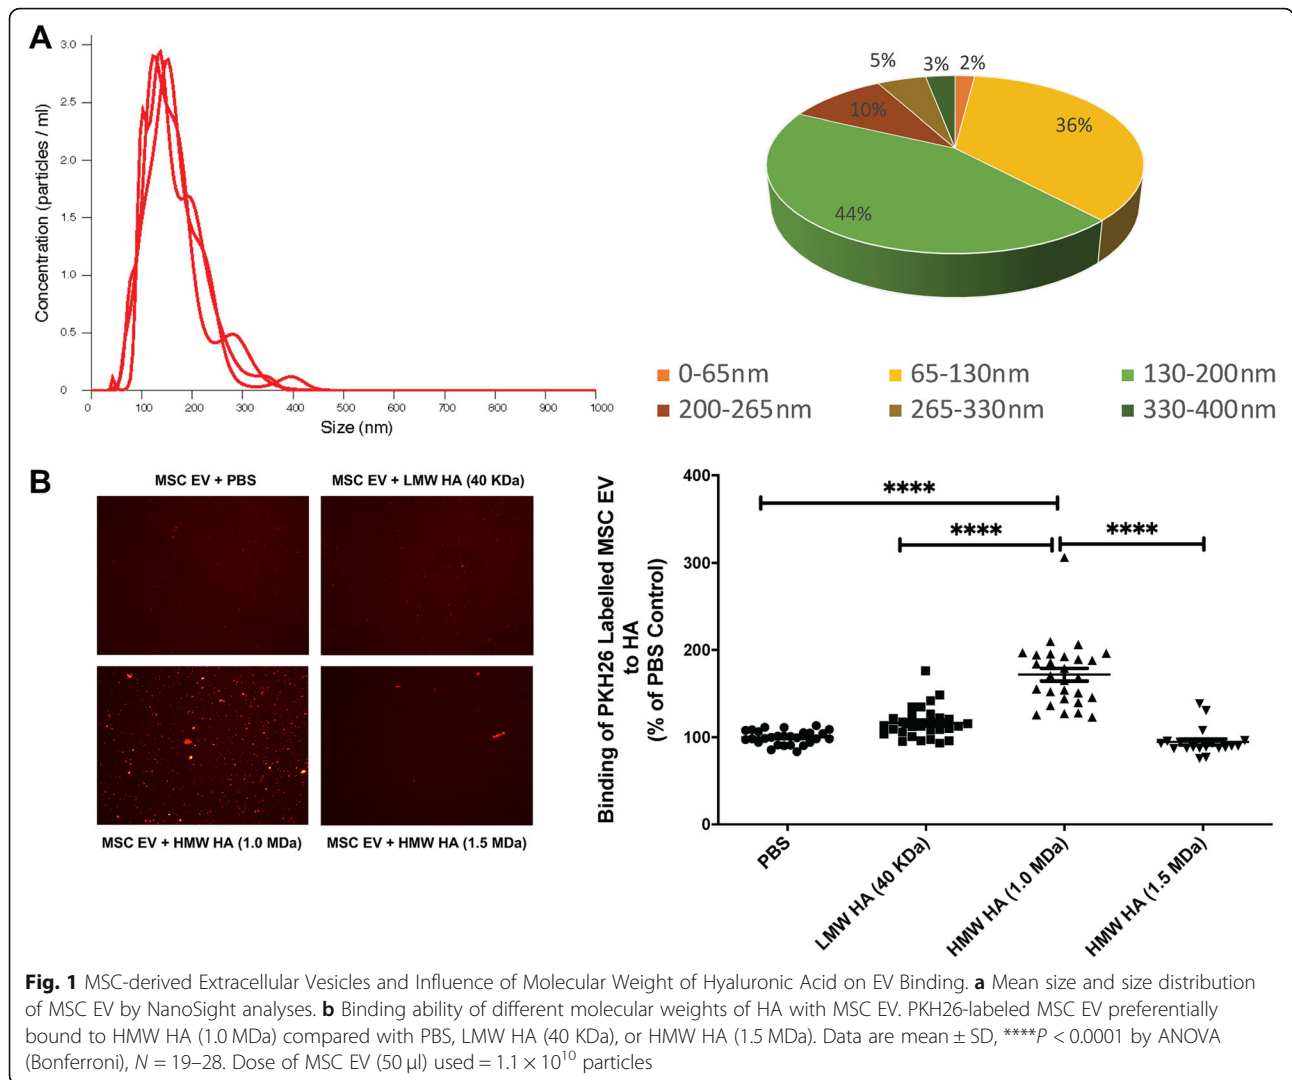 A
Concentration (particles / ml)
3.0
2.5
2.0
1.5
1.0
0.5
0
0 100 200 300 400 500 600 700 800 900 1000
Size (nm)
5% 3% 2%
10% 36%
44%
0-65nm 65-130nm 130-200nm
200-265nm 265-330nm 330-400nm
B
MSC EV + PBS MSC EV + LMW HA (40 KDa)
MSC EV + HMW HA (1.0 MDa) MSC EV + HMW HA (1.5 MDa)
Binding of PKH26 Labelled MSC EV
to HA
(% of PBS Control)
400
300
200
100
0
****
**** ****
PBS
LMW HA (40 KDa)
HMW HA (1.0 MDa)
HMW HA (1.5 MDa)
Fig. 1 MSC-derived Extracellular Vesicles and Influence of Molecular Weight of Hyaluronic Acid on EV Binding. a Mean size and size distribution
of MSC EV by NanoSight analyses. b Binding ability of different molecular weights of HA with MSC EV. PKH26-labeled MSC EV preferentially
bound to HMW HA (1.0 MDa) compared with PBS, LMW HA (40 KDa), or HMW HA (1.5 MDa). Data are mean ± SD, ****P < 0.0001 by ANOVA
(Bonferroni), N = 19–28. Dose of MSC EV (50 μl) used = 1.1 × 10¹⁰ particles